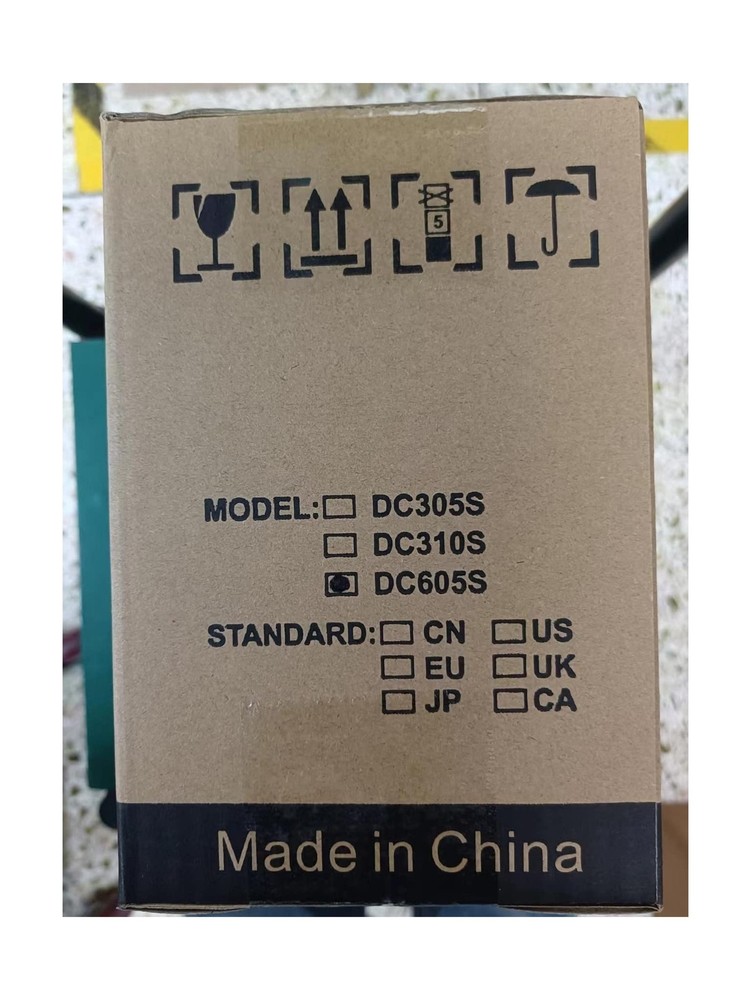 5
MODEL: DC305S
DC310S
DC605S
STANDARD: CN US
EU UK
JP CA
Made in China